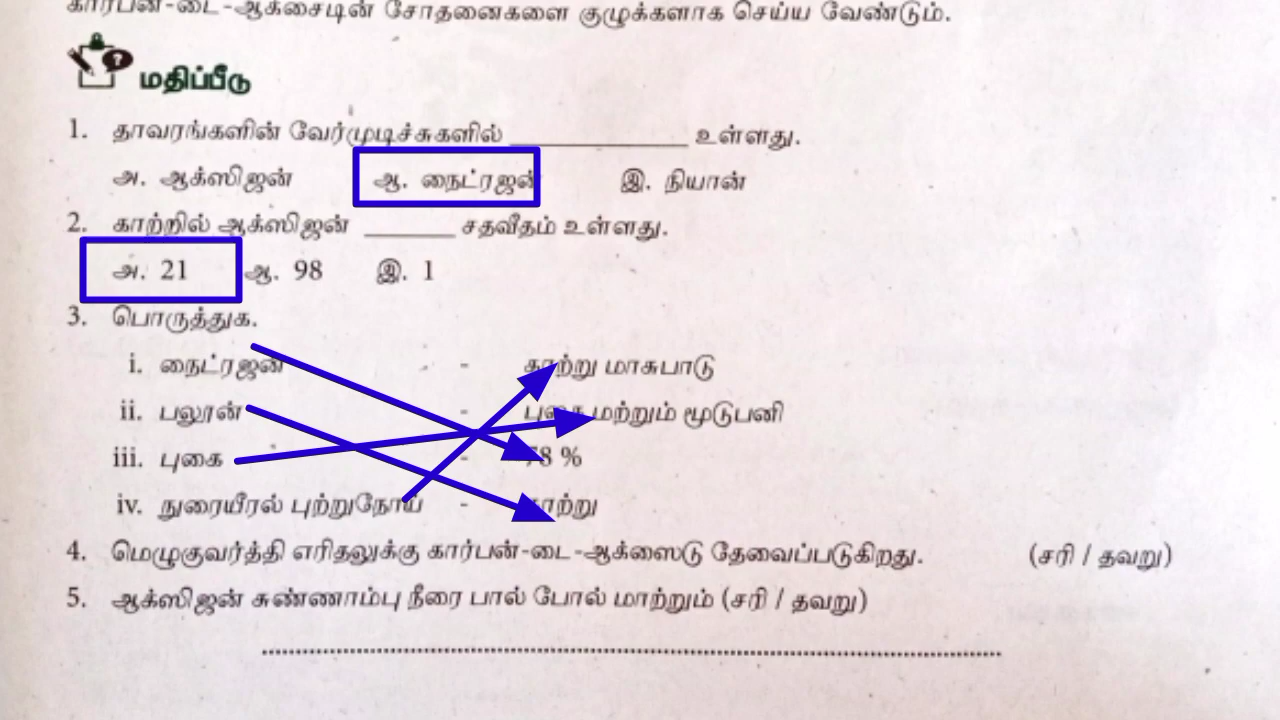 கார்பன்-டை-ஆக்சைடின் சோதனைகளை குழுக்களாக செய்ய வேண்டும்.
மதிப்பீடு
1. தாவரங்களின் வேர்முடிச்சுகளில் ____________ உள்ளது.
அ. ஆக்ஸிஜன் ஆ. நைட்ரஜன் இ. நியான்
2. காற்றில் ஆக்ஸிஜன் ______ சதவீதம் உள்ளது.
அ. 21 ஆ. 98 இ. 1
3. பொருத்துக.
i. நைட்ரஜன் - காற்று மாசுபாடு
ii. பலூன் - புகை மற்றும் மூடுபனி
iii. புகை - 78 %
iv. நுரையீரல் புற்றுநோய் - காற்று
4. மெழுகுவர்த்தி எரிதலுக்கு கார்பன்-டை-ஆக்ஸைடு தேவைப்படுகிறது. (சரி / தவறு)
5. ஆக்ஸிஜன் சுண்ணாம்பு நீரை பால் போல் மாற்றும் (சரி / தவறு)